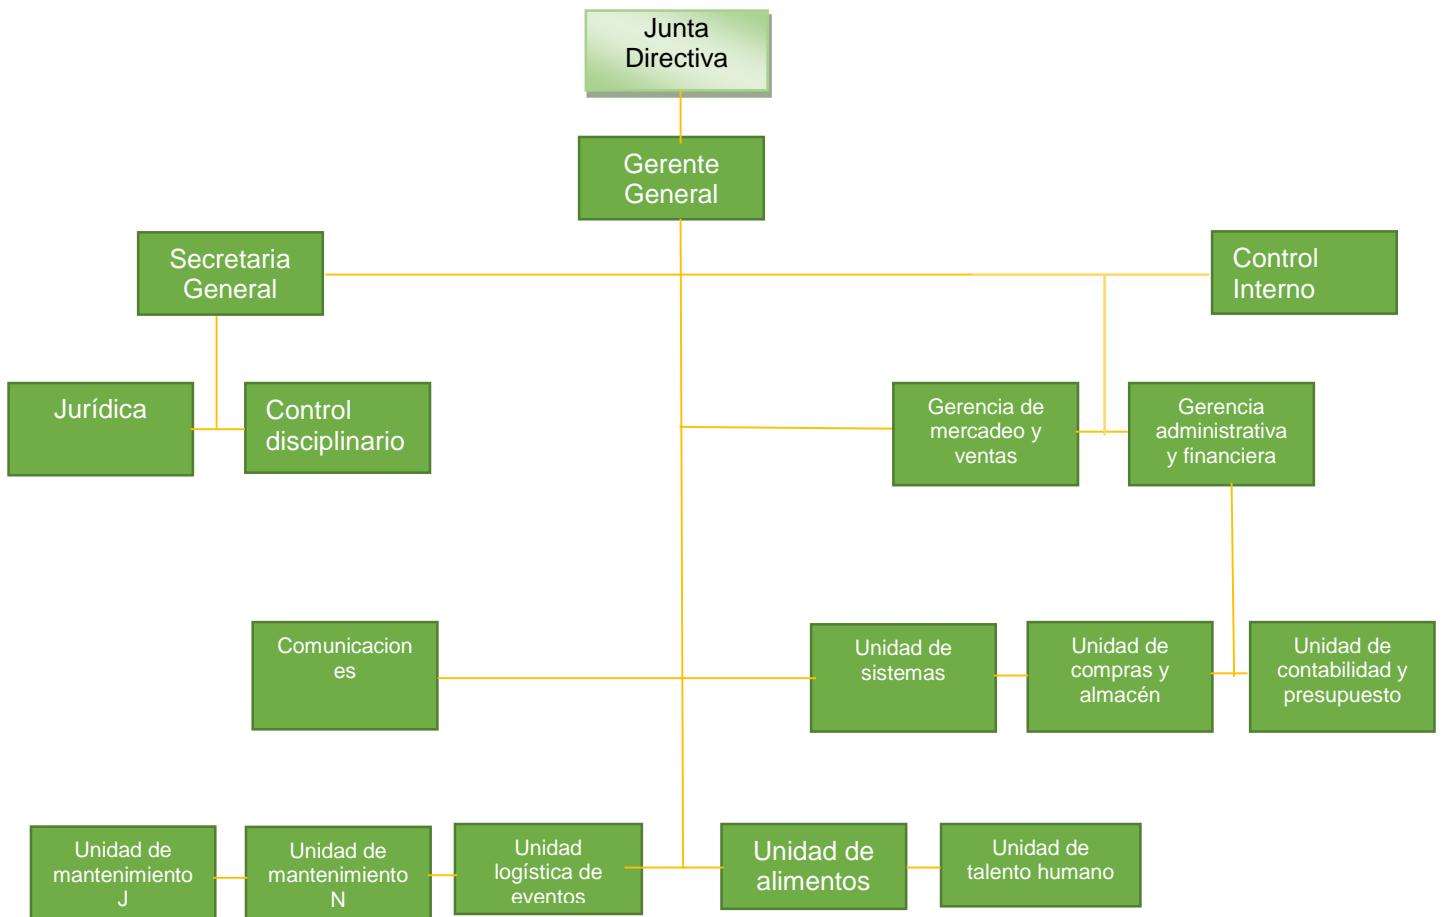 Junta
Directiva
Gerente
General
Secretaria
General
Control
Interno
Jurídica
Control
disciplinario
Gerencia de
mercadeo y
ventas
Gerencia
administrativa
y financiera
Comunicacion
es
Unidad de
sistemas
Unidad de
compras y
almacén
Unidad de
contabilidad y
presupuesto
Unidad de
mantenimiento
J
Unidad de
mantenimiento
N
Unidad
logística de
eventos
Unidad de
alimentos
Unidad de
talento humano